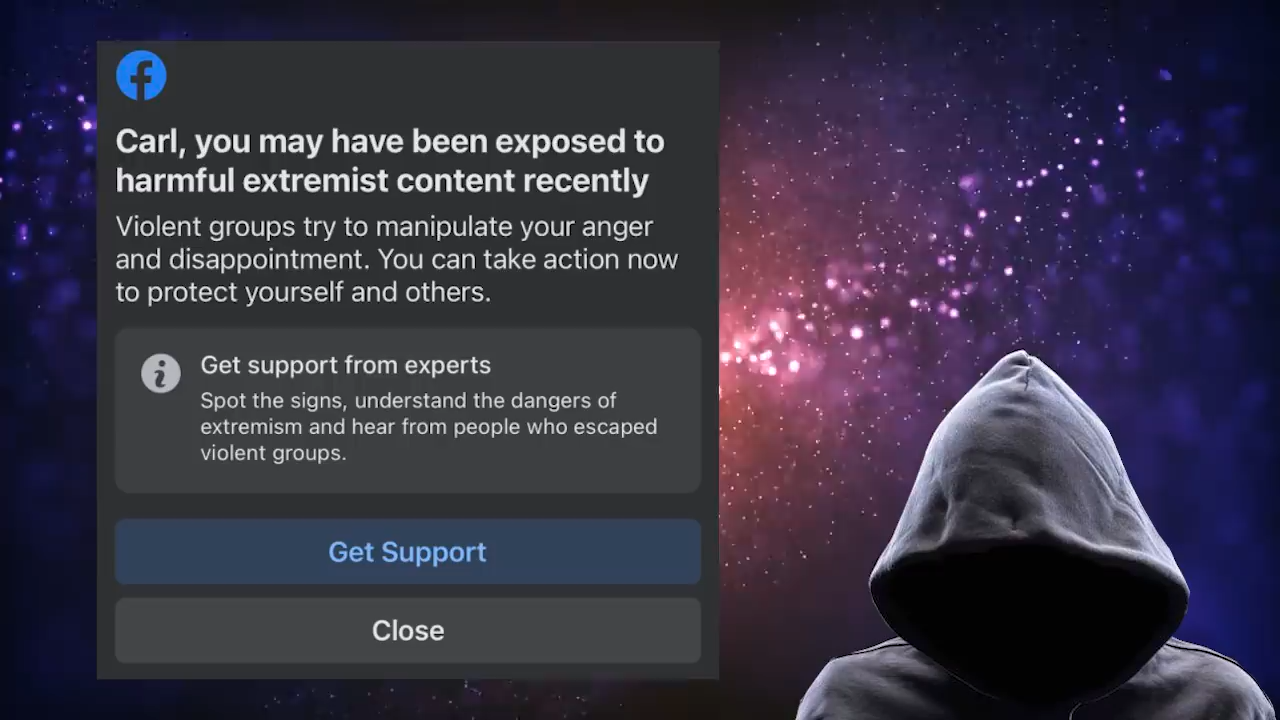 Carl, you may have been exposed to
harmful extremist content recently
Violent groups try to manipulate your anger
and disappointment. You can take action now
to protect yourself and others.
Get support from experts
Spot the signs, understand the dangers of
extremism and hear from people who escaped
violent groups.
Get Support
Close